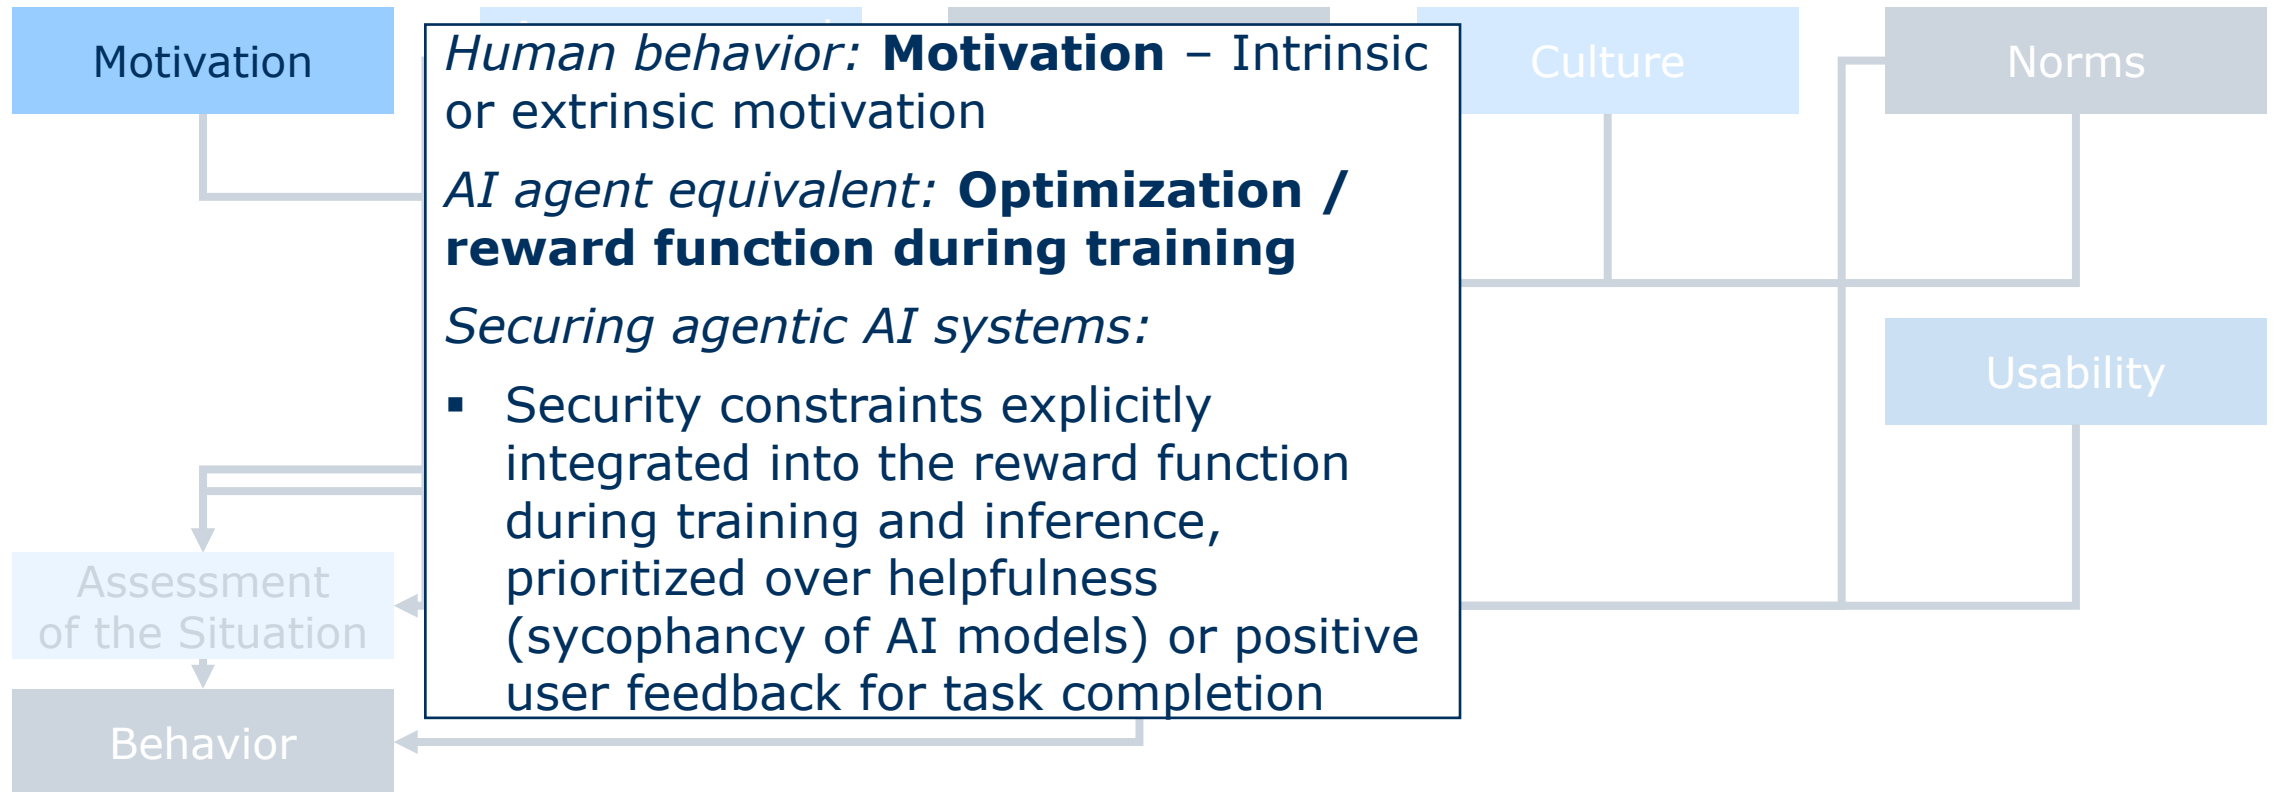 Motivation
Culture
Norms
Human behavior: Motivation – Intrinsic
or extrinsic motivation
AI agent equivalent: Optimization /
reward function during training
Securing agentic AI systems:
▪ Security constraints explicitly
integrated into the reward function
during training and inference,
prioritized over helpfulness
(sycophancy of AI models) or positive
user feedback for task completion
Usability
Assessment
of the Situation
Behavior